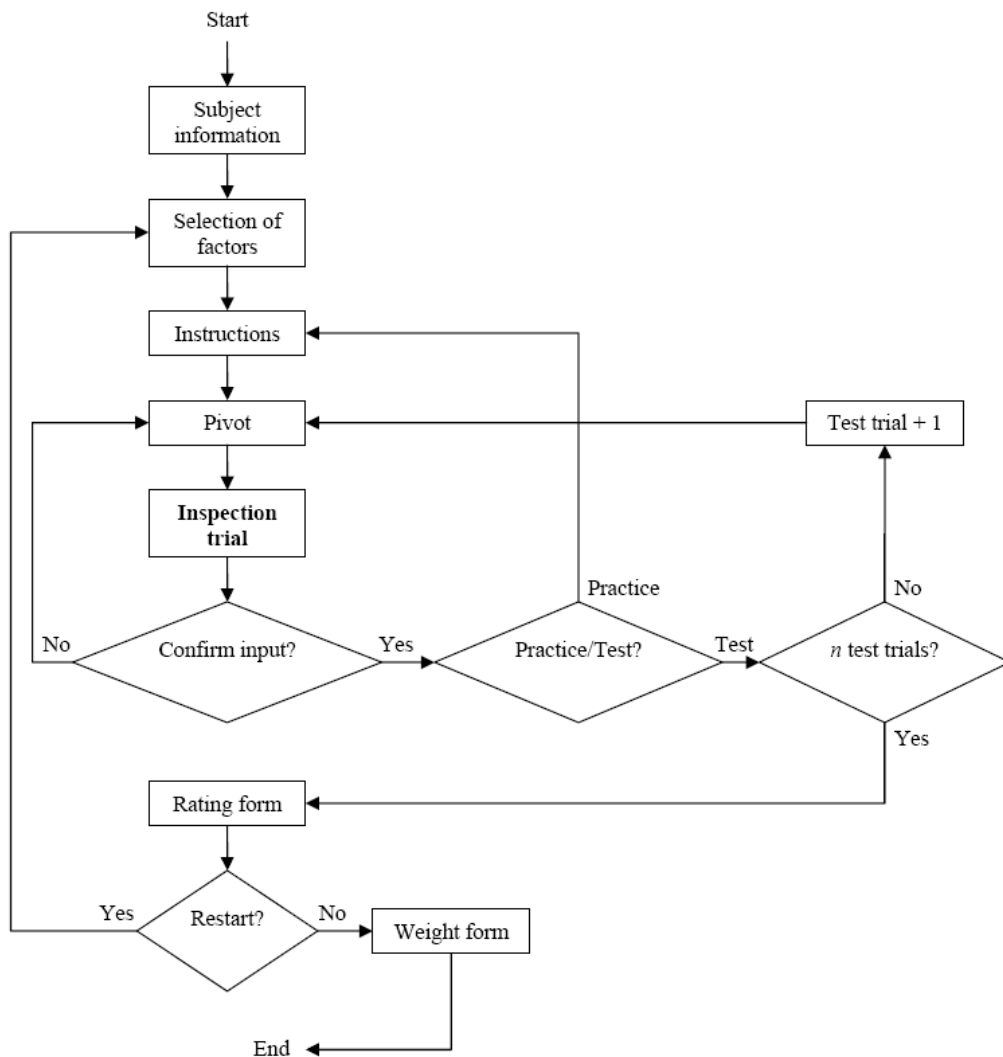 Start
Subject
information
Selection of
factors
Instructions
Pivot
Test trial + 1
Inspection
trial
Practice
No
No
Confirm input?
Yes
Practice/Test?
Test
n test trials?
Yes
Rating form
Yes
Restart?
No
Weight form
End